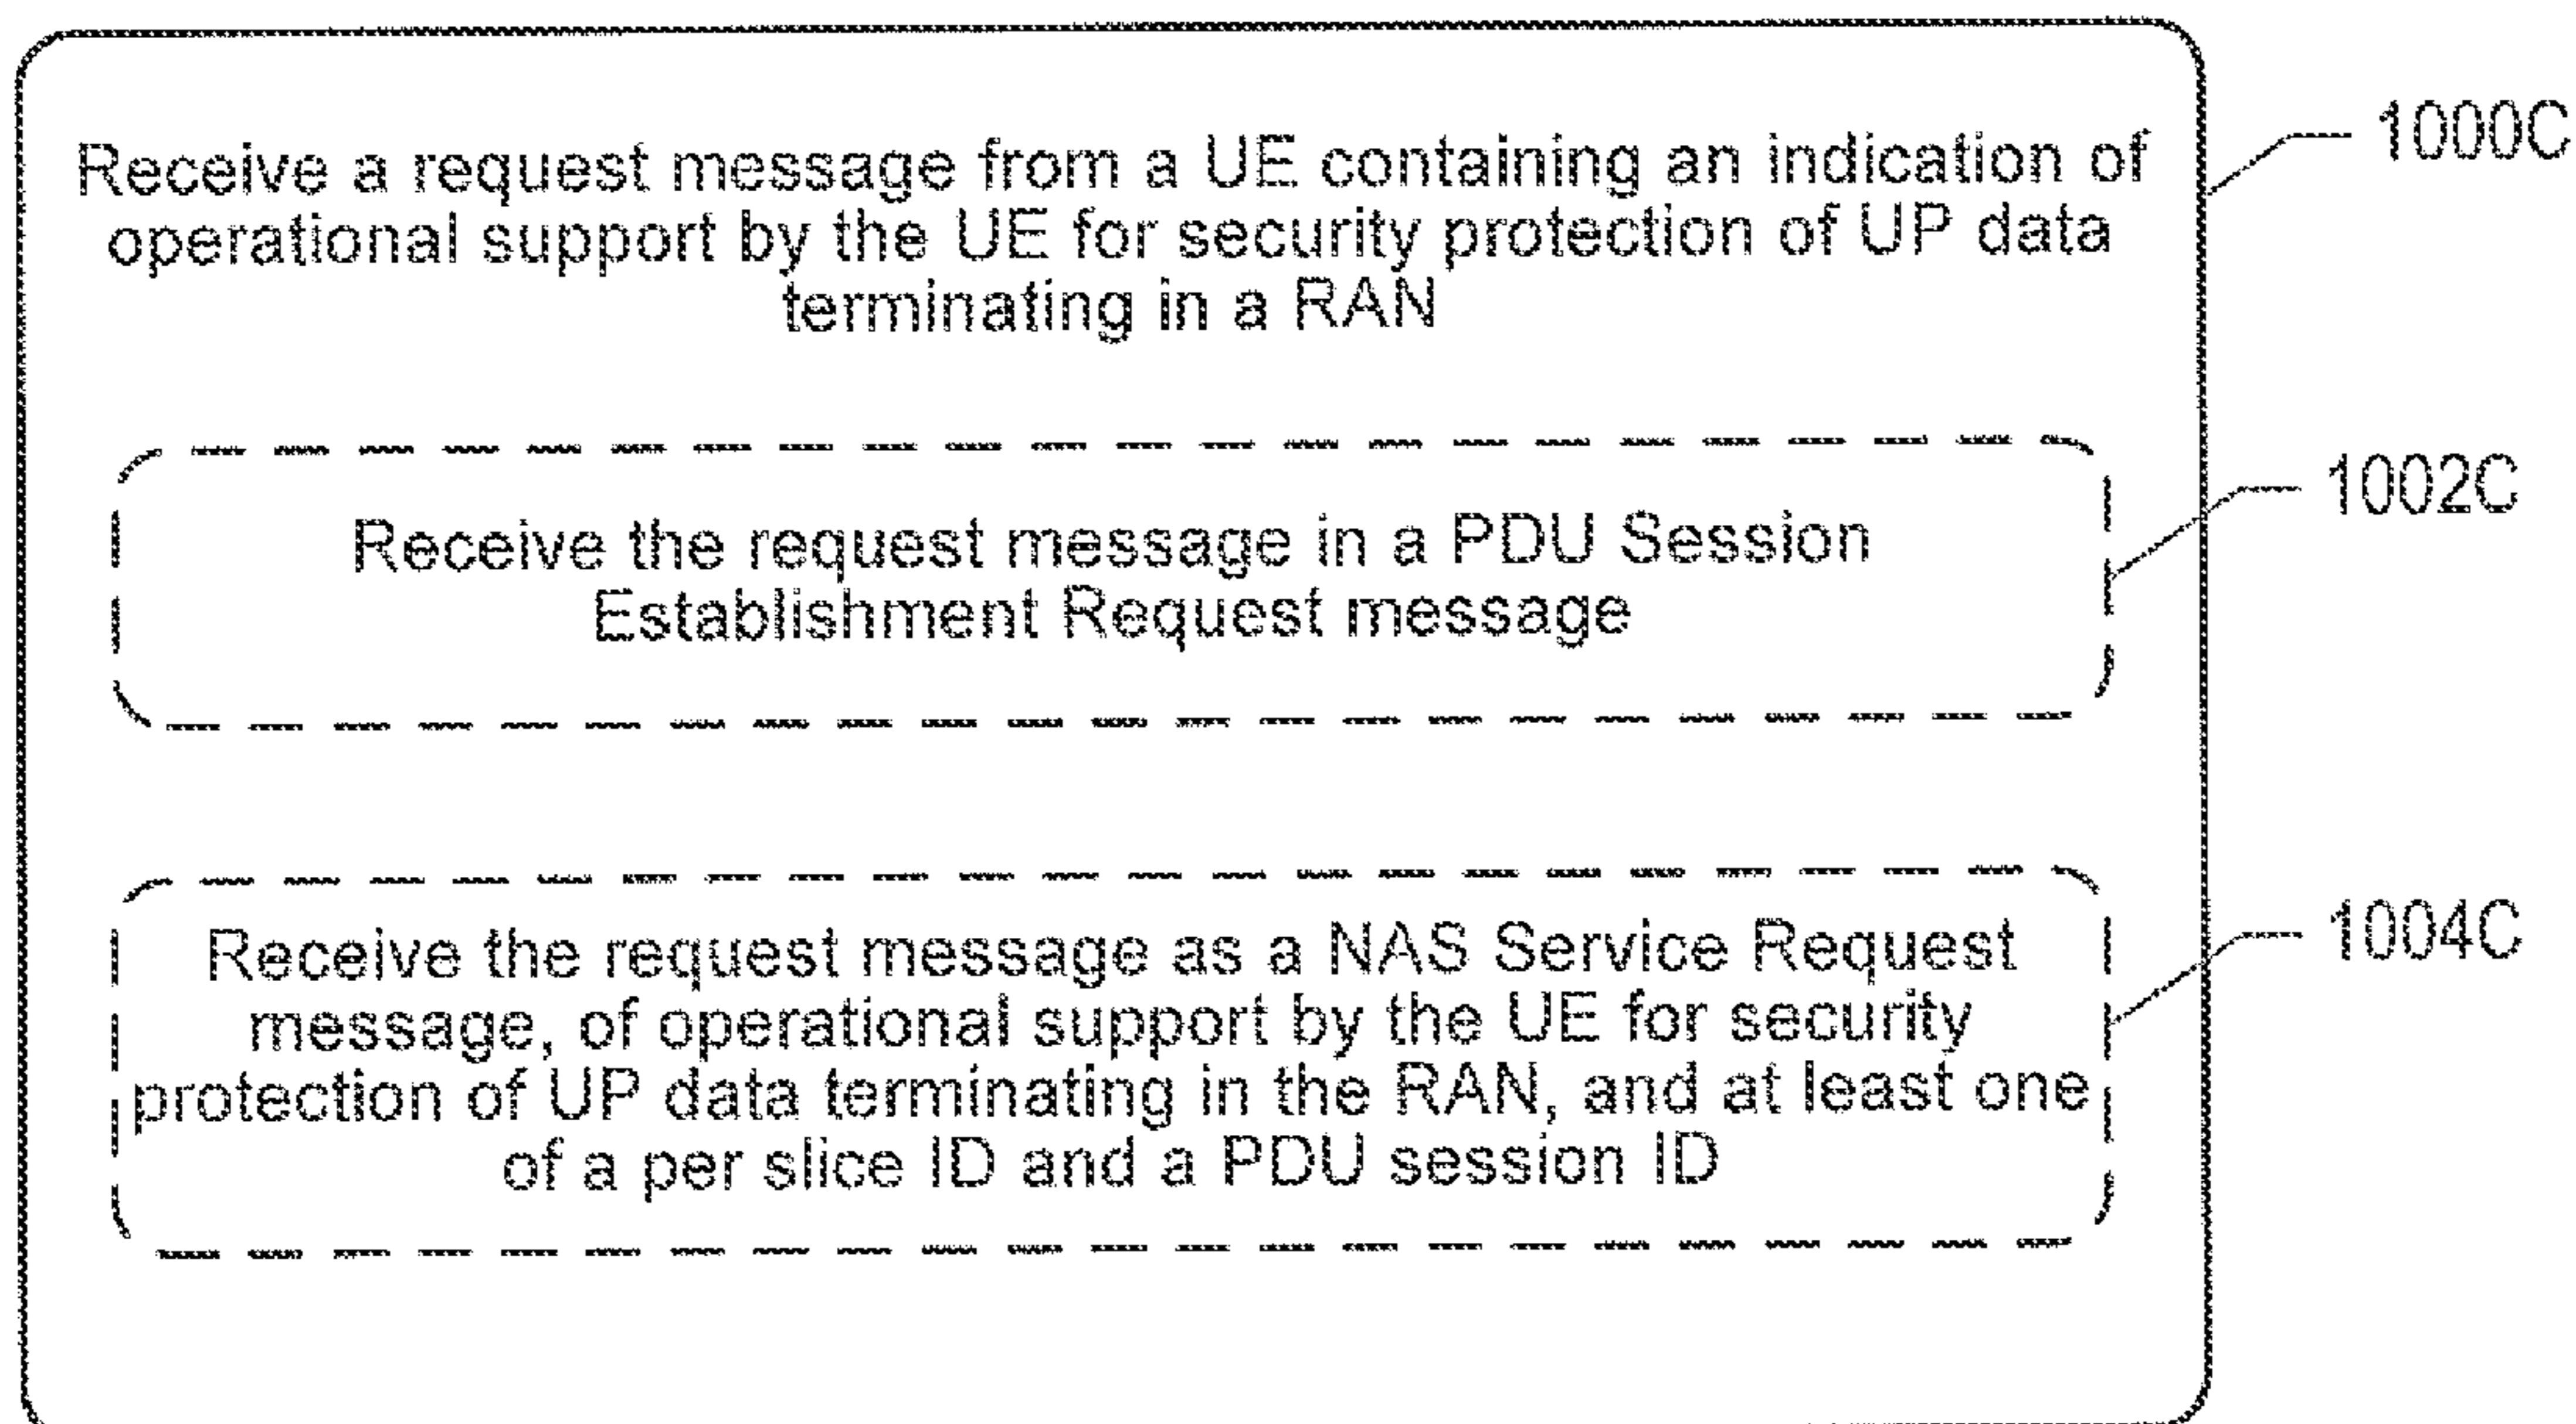 Receive a request message from a UE containing an indication of
operational support by the UE for security protection of UP data
terminating in a RAN
1000C
Receive the request message in a PDU Session
Establishment Request message
1002C
Receive the request message as a NAS Service Request
message, of operational support by the UE for security
protection of UP data terminating in the RAN, and at least one
of a per slice ID and a PDU session ID
1004C